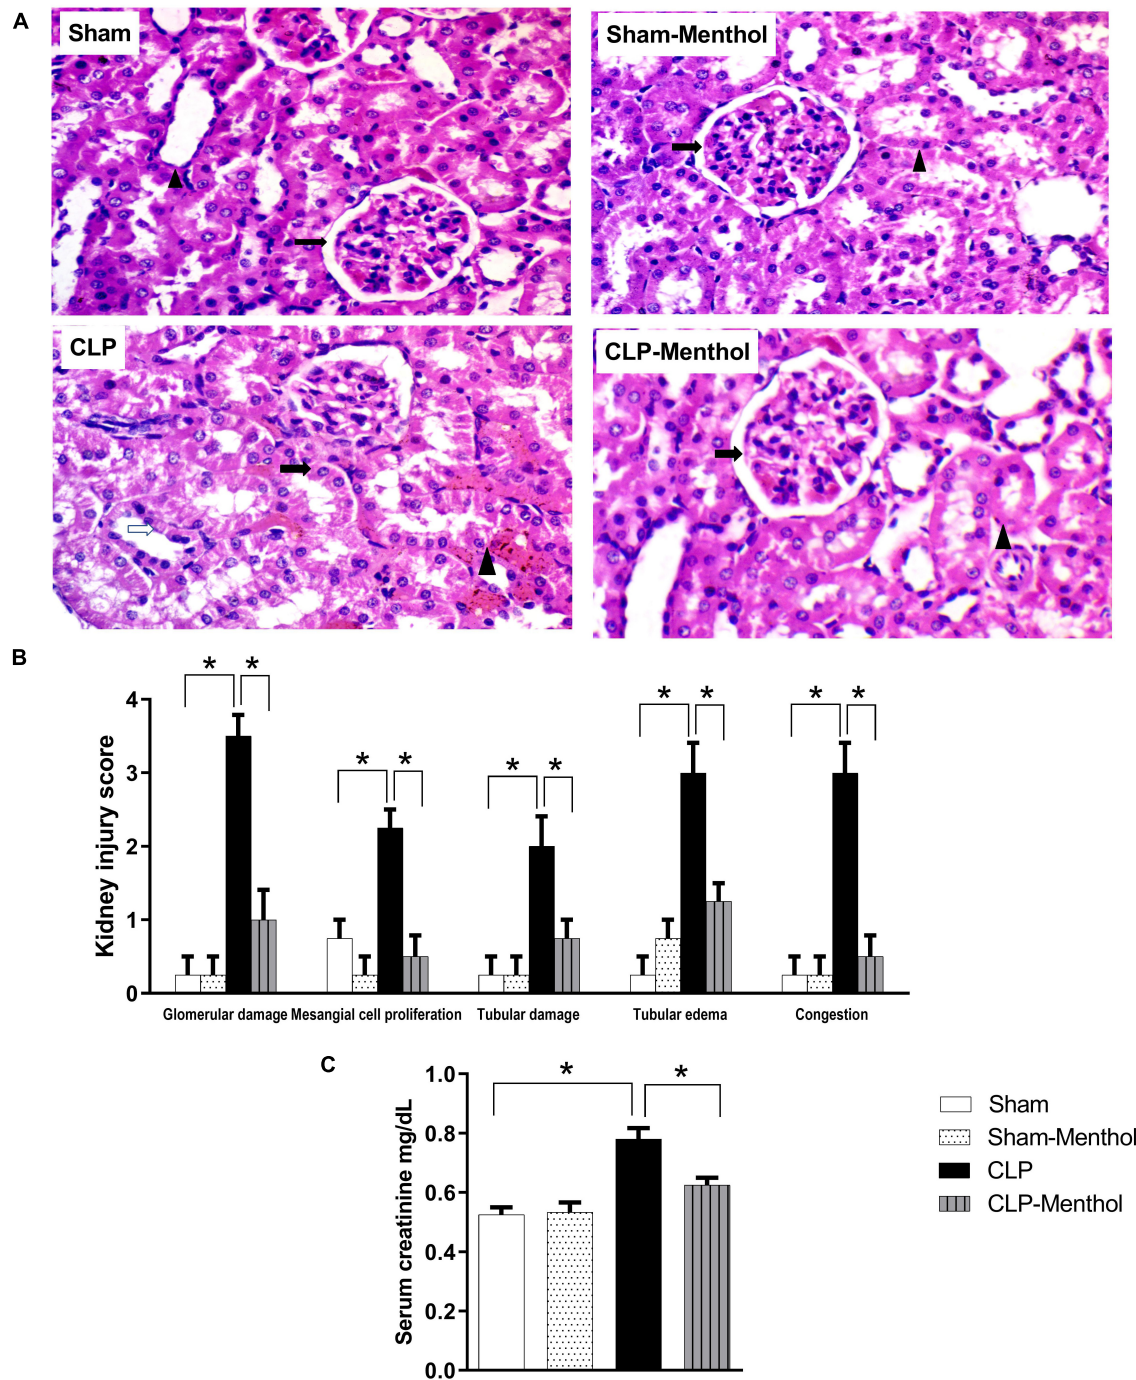 A
Sham
Sham-Menthol
CLP
CLP-Menthol
B
Kidney injury score
4
3
2
1
0
* * * * * * * * * *
Glomerular damage Mesangial cell proliferation Tubular damage Tubular edema Congestion
C
Serum creatinine mg/dL
1.0
0.8
0.6
0.4
0.2
0.0
* *
Sham
Sham-Menthol
CLP
CLP-Menthol